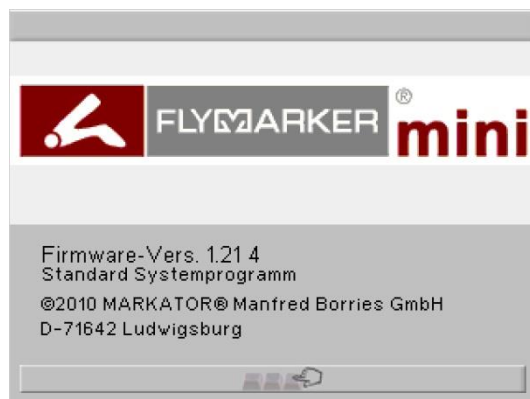 FLYMARKER® mini
Firmware-Vers. 1.21 4
Standard Systemprogramm
©2010 MARKATOR® Manfred Borries GmbH
D-71642 Ludwigsburg